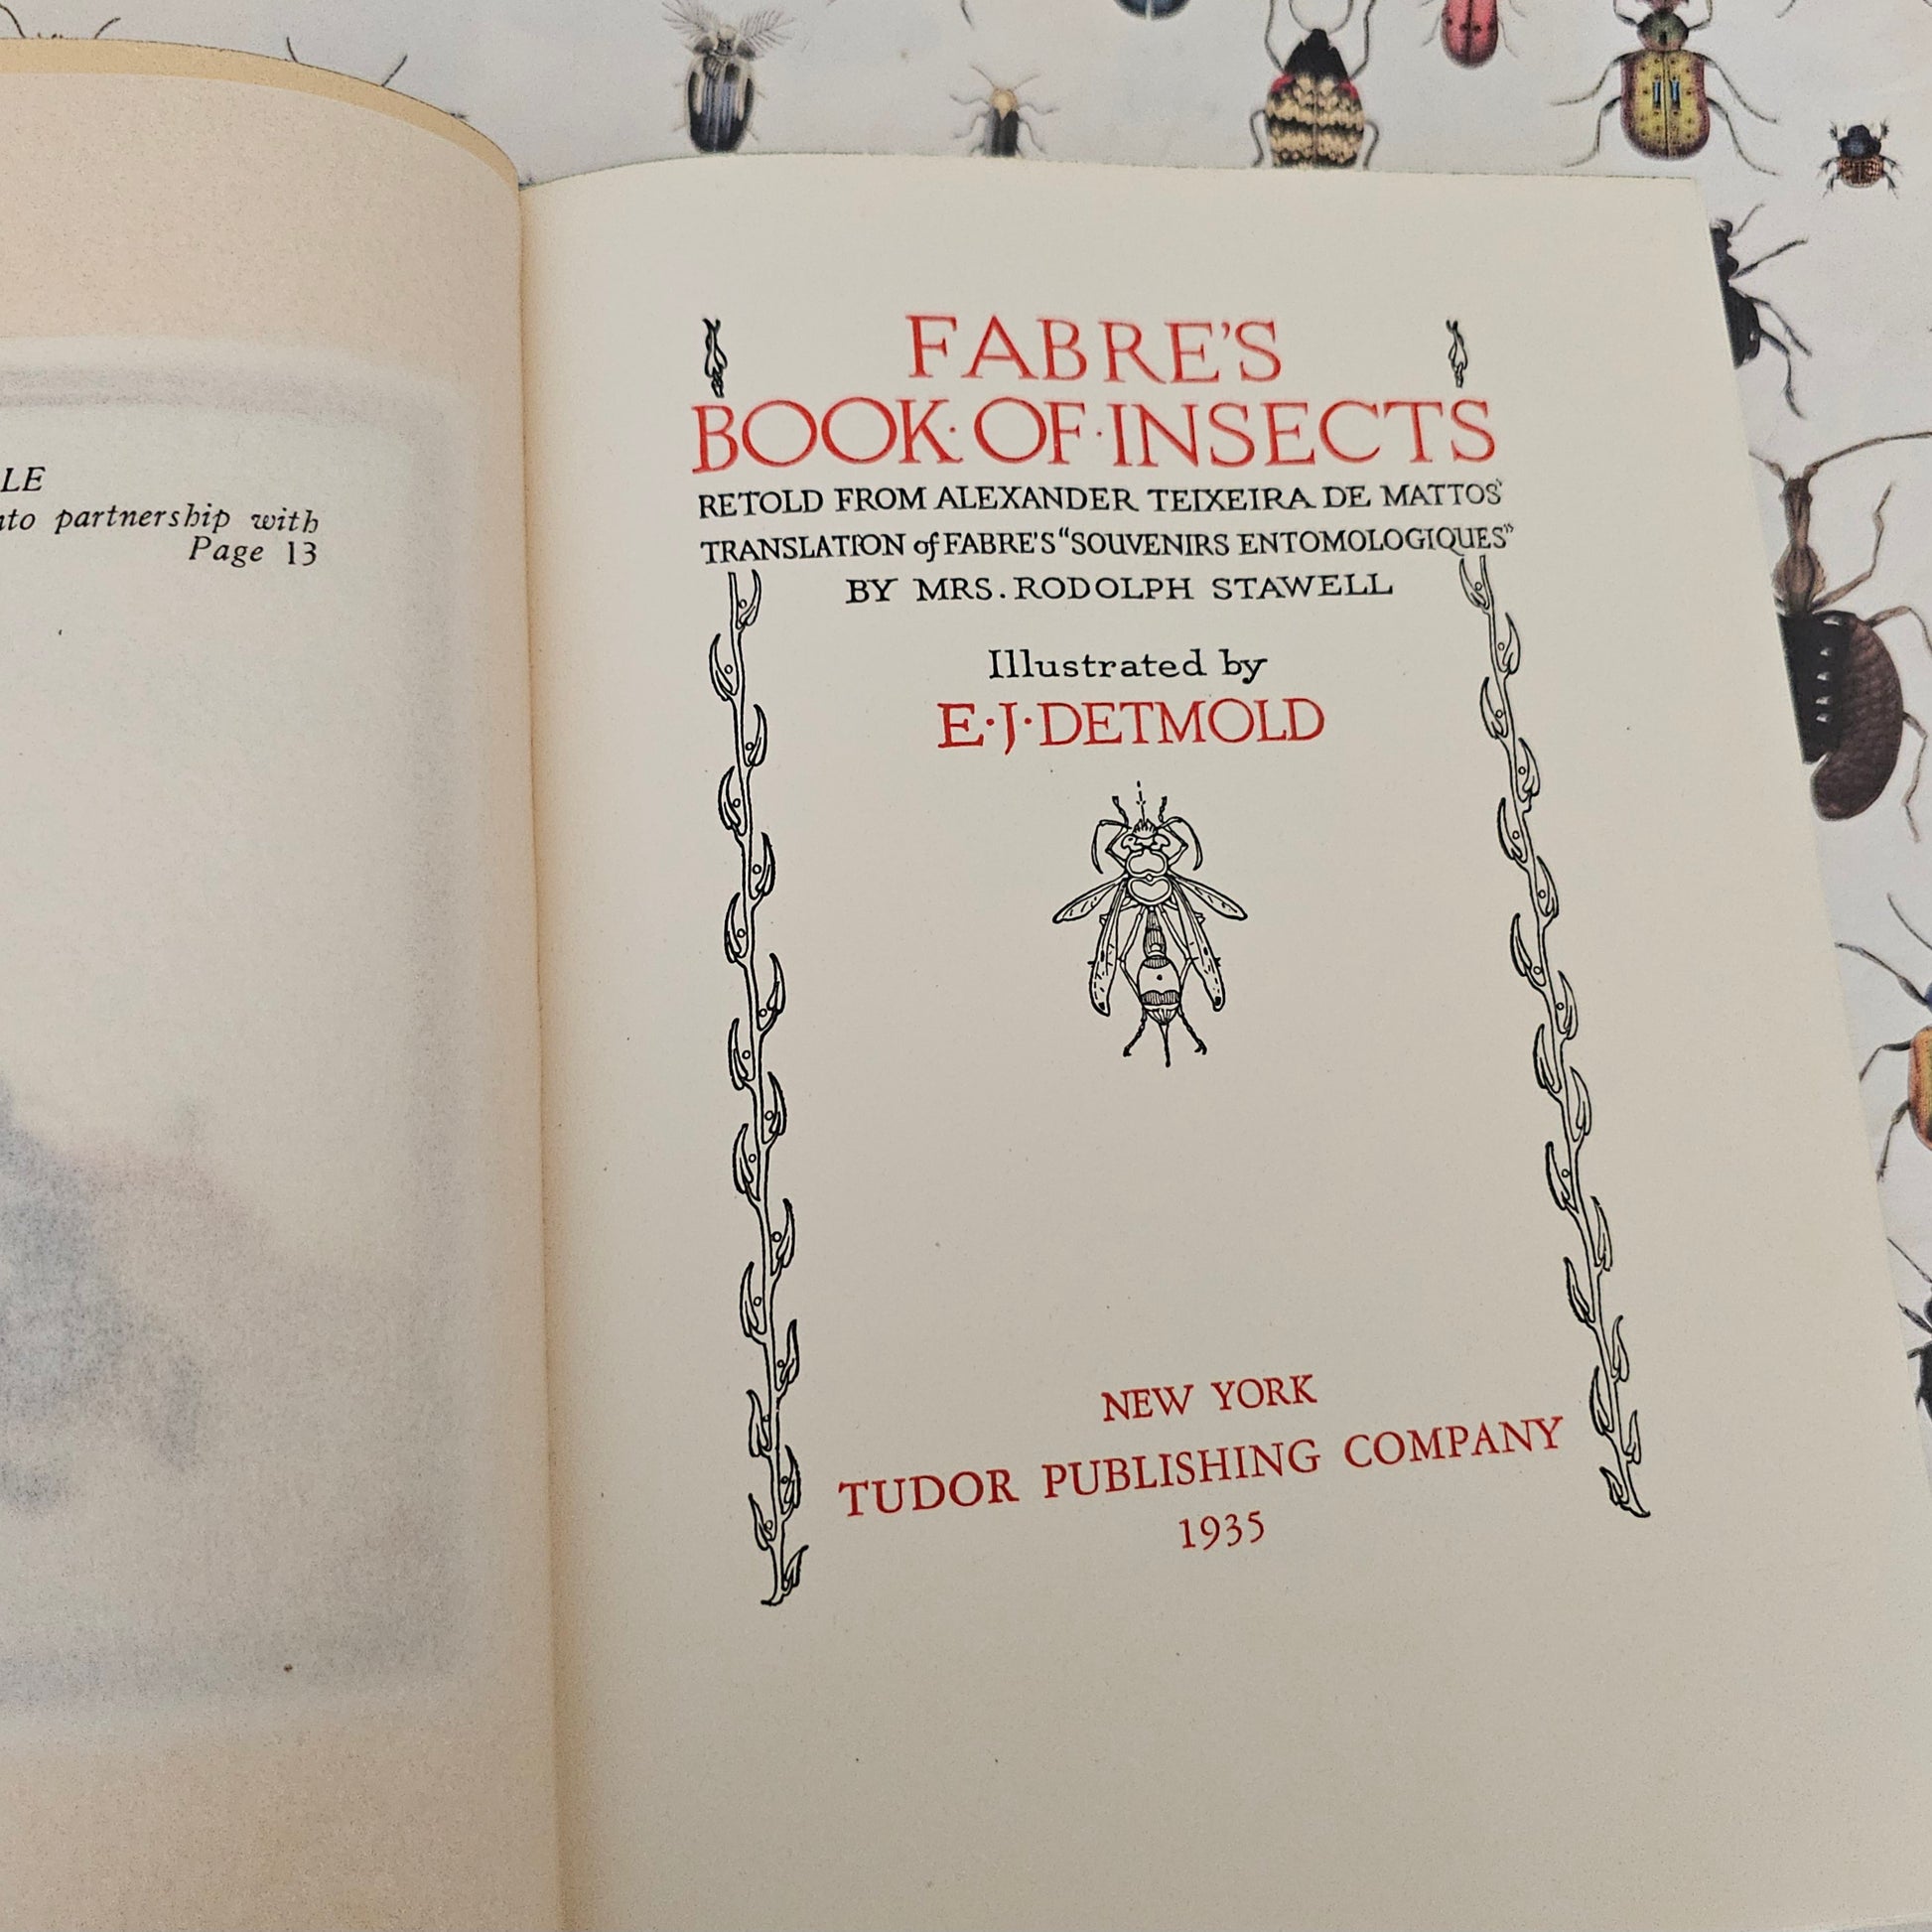 LE
nto partnership with
Page 13
FABRE'S
BOOK·OF·INSECTS
RETOLD FROM ALEXANDER TEIXEIRA DE MATTOS'
TRANSLATION of FABRE'S "SOUVENIRS ENTOMOLOGIQUES"
BY MRS. RODOLPH STAWELL
Illustrated by
E·J·DETMOLD
NEW YORK
TUDOR PUBLISHING COMPANY
1935